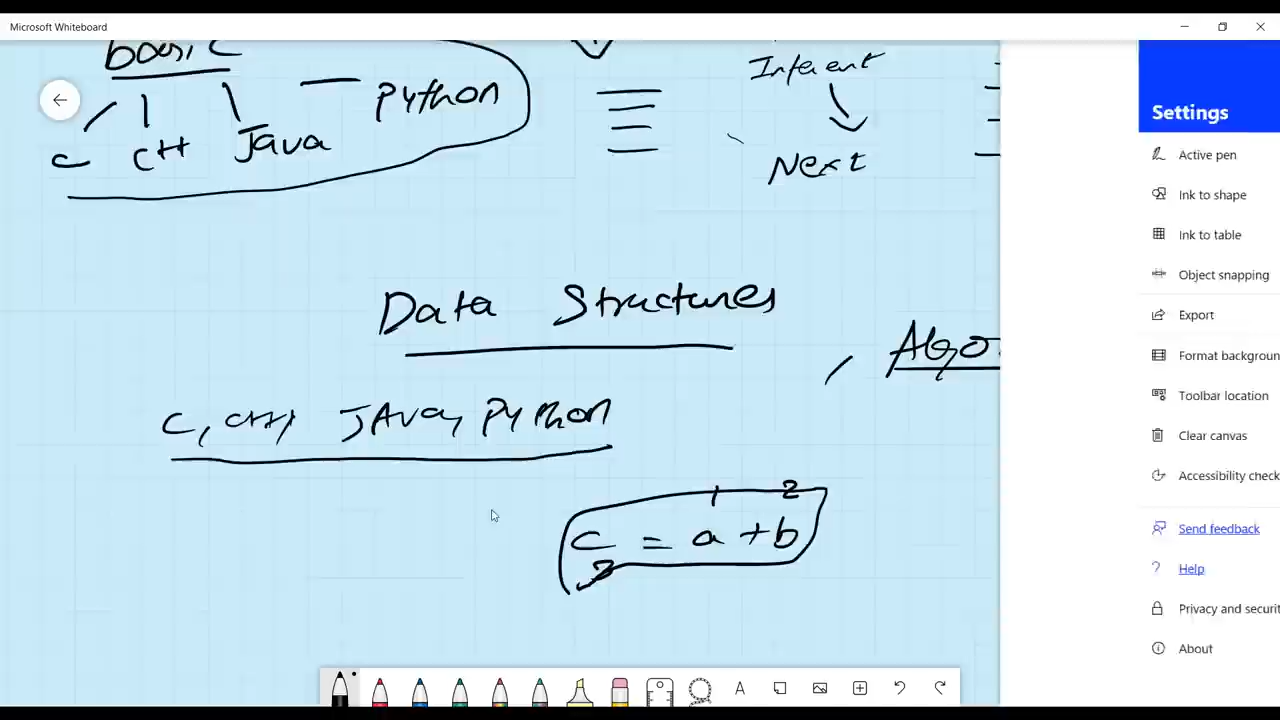 Microsoft Whiteboard
basic
C C++ Java Python
Inferent
Next
Settings
Active pen
Ink to shape
Ink to table
Object snapping
Export
Format backgroun
Toolbar location
Clear canvas
Accessibility check
Send feedback
Help
Privacy and securit
About
Data Structures
, Algo
C, C++, JAVA, PYTHON
1 2
c = a + b
3
A